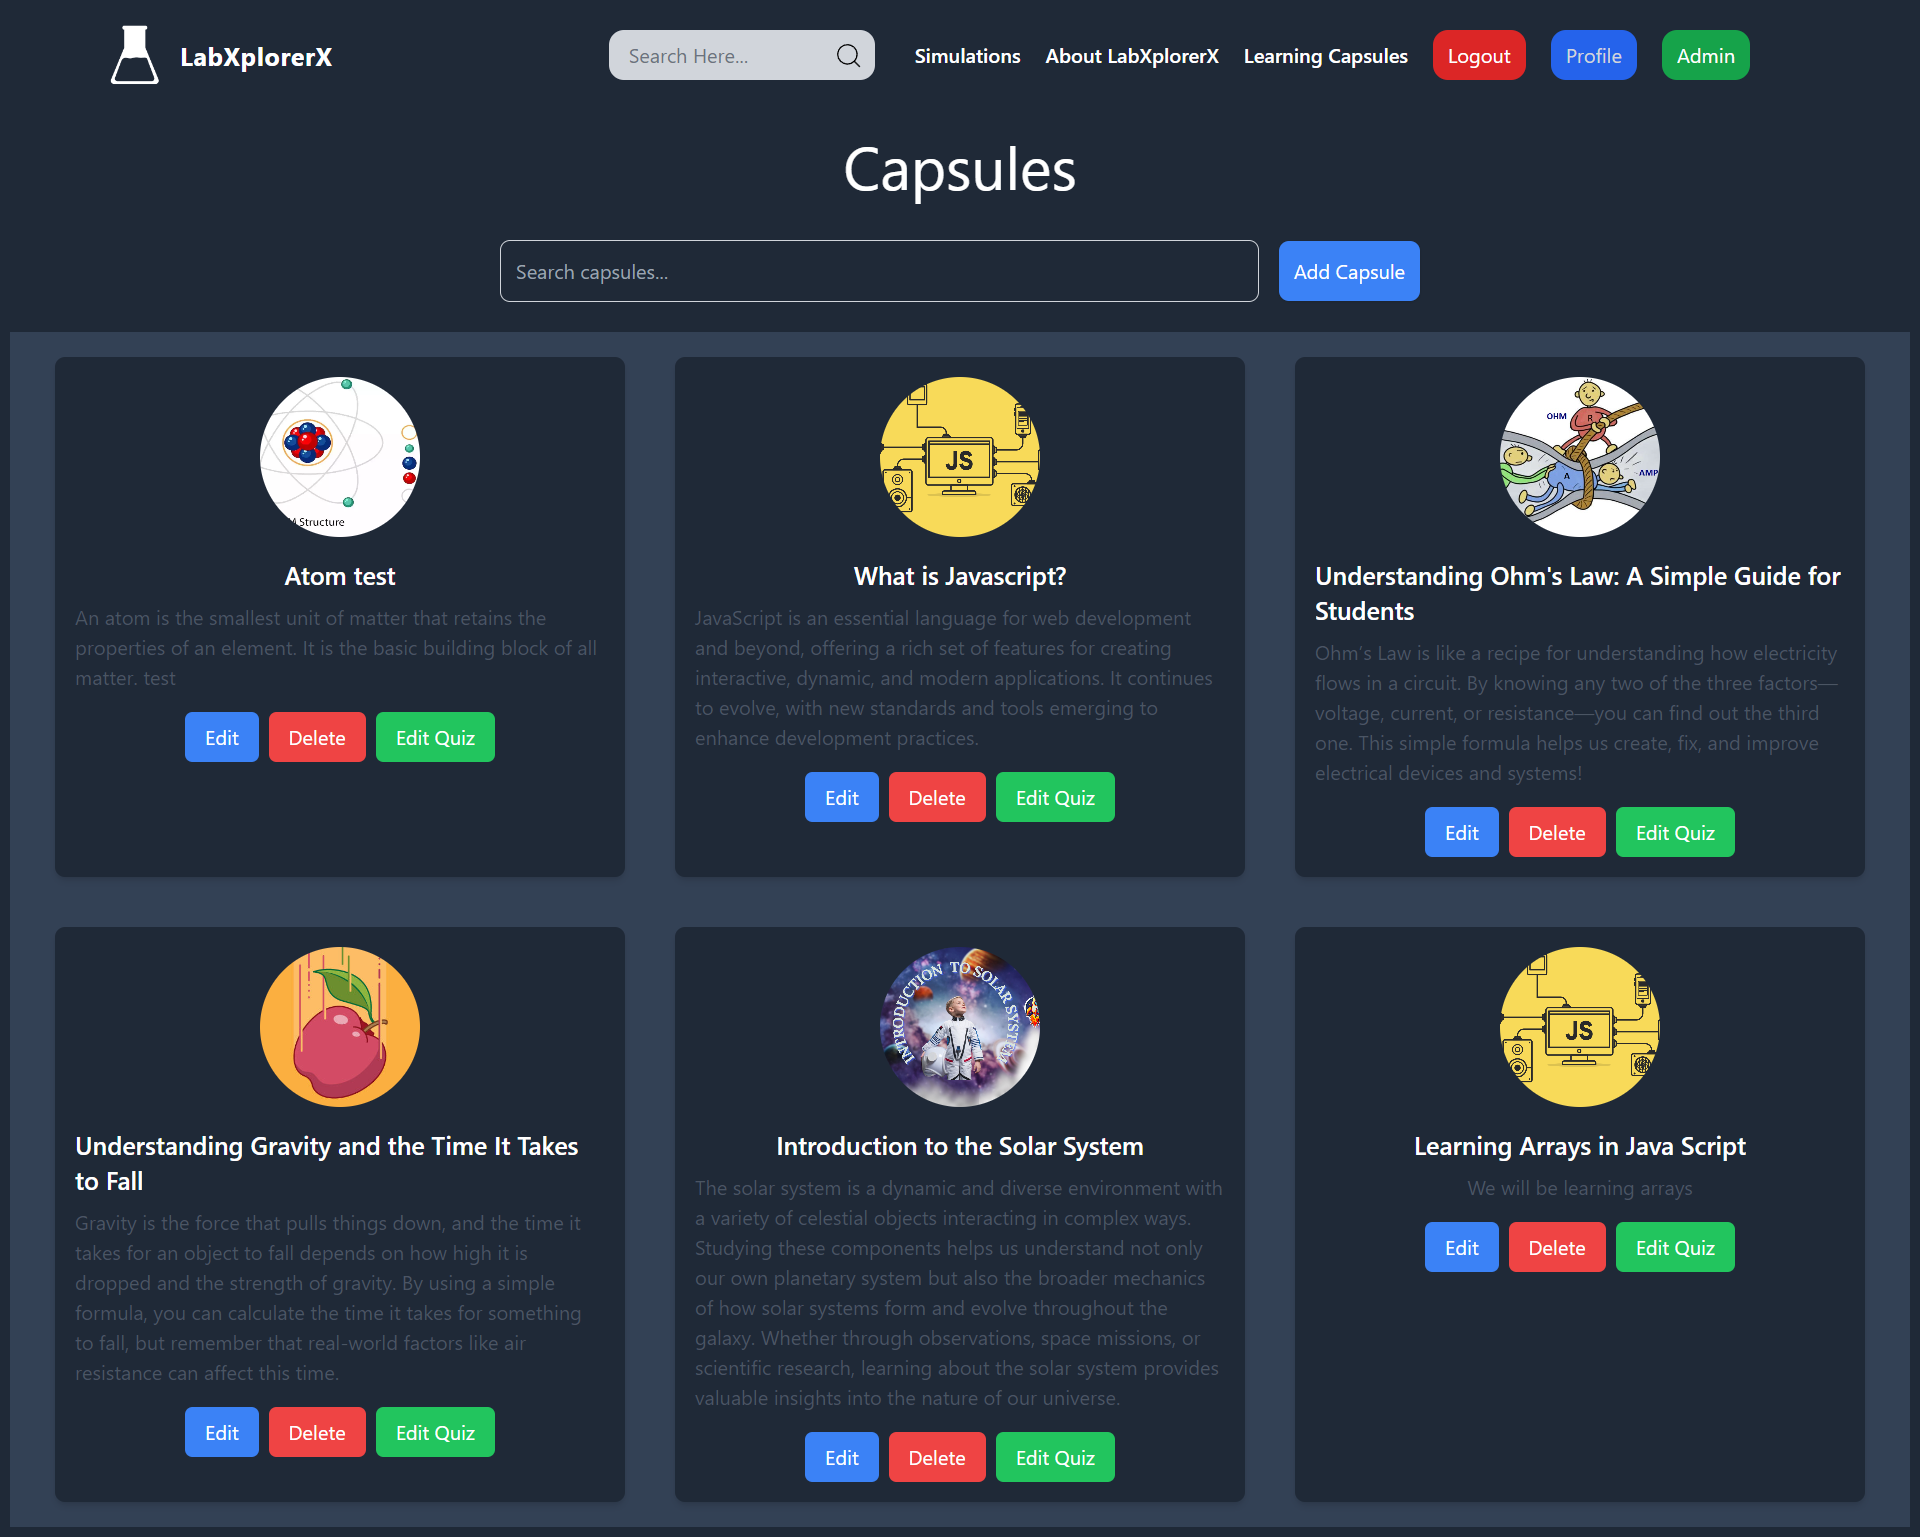 LabXplorerX
Search Here...
Simulations
About LabXplorerX
Learning Capsules
Logout
Profile
Admin
Capsules
Search capsules...
Add Capsule
Structure
Atom test
An atom is the smallest unit of matter that retains the
properties of an element. It is the basic building block of all
matter. test
Edit
Delete
Edit Quiz
JS
What is Javascript?
JavaScript is an essential language for web development
and beyond, offering a rich set of features for creating
interactive, dynamic, and modern applications. It continues
to evolve, with new standards and tools emerging to
enhance development practices.
Edit
Delete
Edit Quiz
OHM
R
A
AMP
Understanding Ohm's Law: A Simple Guide for
Students
Ohm's Law is like a recipe for understanding how electricity
flows in a circuit. By knowing any two of the three factors—
voltage, current, or resistance—you can find out the third
one. This simple formula helps us create, fix, and improve
electrical devices and systems!
Edit
Delete
Edit Quiz
Understanding Gravity and the Time It Takes
to Fall
Gravity is the force that pulls things down, and the time it
takes for an object to fall depends on how high it is
dropped and the strength of gravity. By using a simple
formula, you can calculate the time it takes for something
to fall, but remember that real-world factors like air
resistance can affect this time.
Edit
Delete
Edit Quiz
INTRODUCTION TO SOLAR SYSTEM
Introduction to the Solar System
The solar system is a dynamic and diverse environment with
a variety of celestial objects interacting in complex ways.
Studying these components helps us understand not only
our own planetary system but also the broader mechanics
of how solar systems form and evolve throughout the
galaxy. Whether through observations, space missions, or
scientific research, learning about the solar system provides
valuable insights into the nature of our universe.
Edit
Delete
Edit Quiz
JS
Learning Arrays in Java Script
We will be learning arrays
Edit
Delete
Edit Quiz